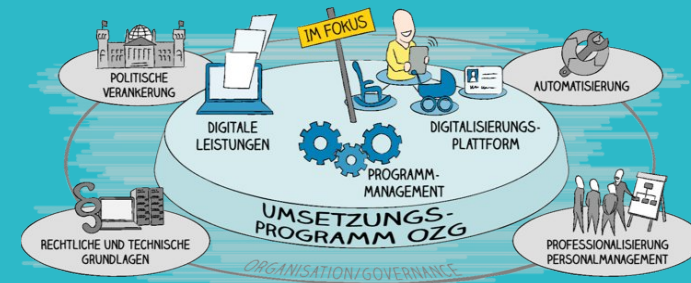 IM FOKUS
POLITISCHE
VERANKERUNG
AUTOMATISIERUNG
DIGITALE
LEISTUNGEN
DIGITALISIERUNGS-
PLATTFORM
PROGRAMM-
MANAGEMENT
UMSETZUNGS-
PROGRAMM OZG
RECHTLICHE UND TECHNISCHE
GRUNDLAGEN
PROFESSIONALISIERUNG
PERSONALMANAGEMENT
ORGANISATION/GOVERNANCE